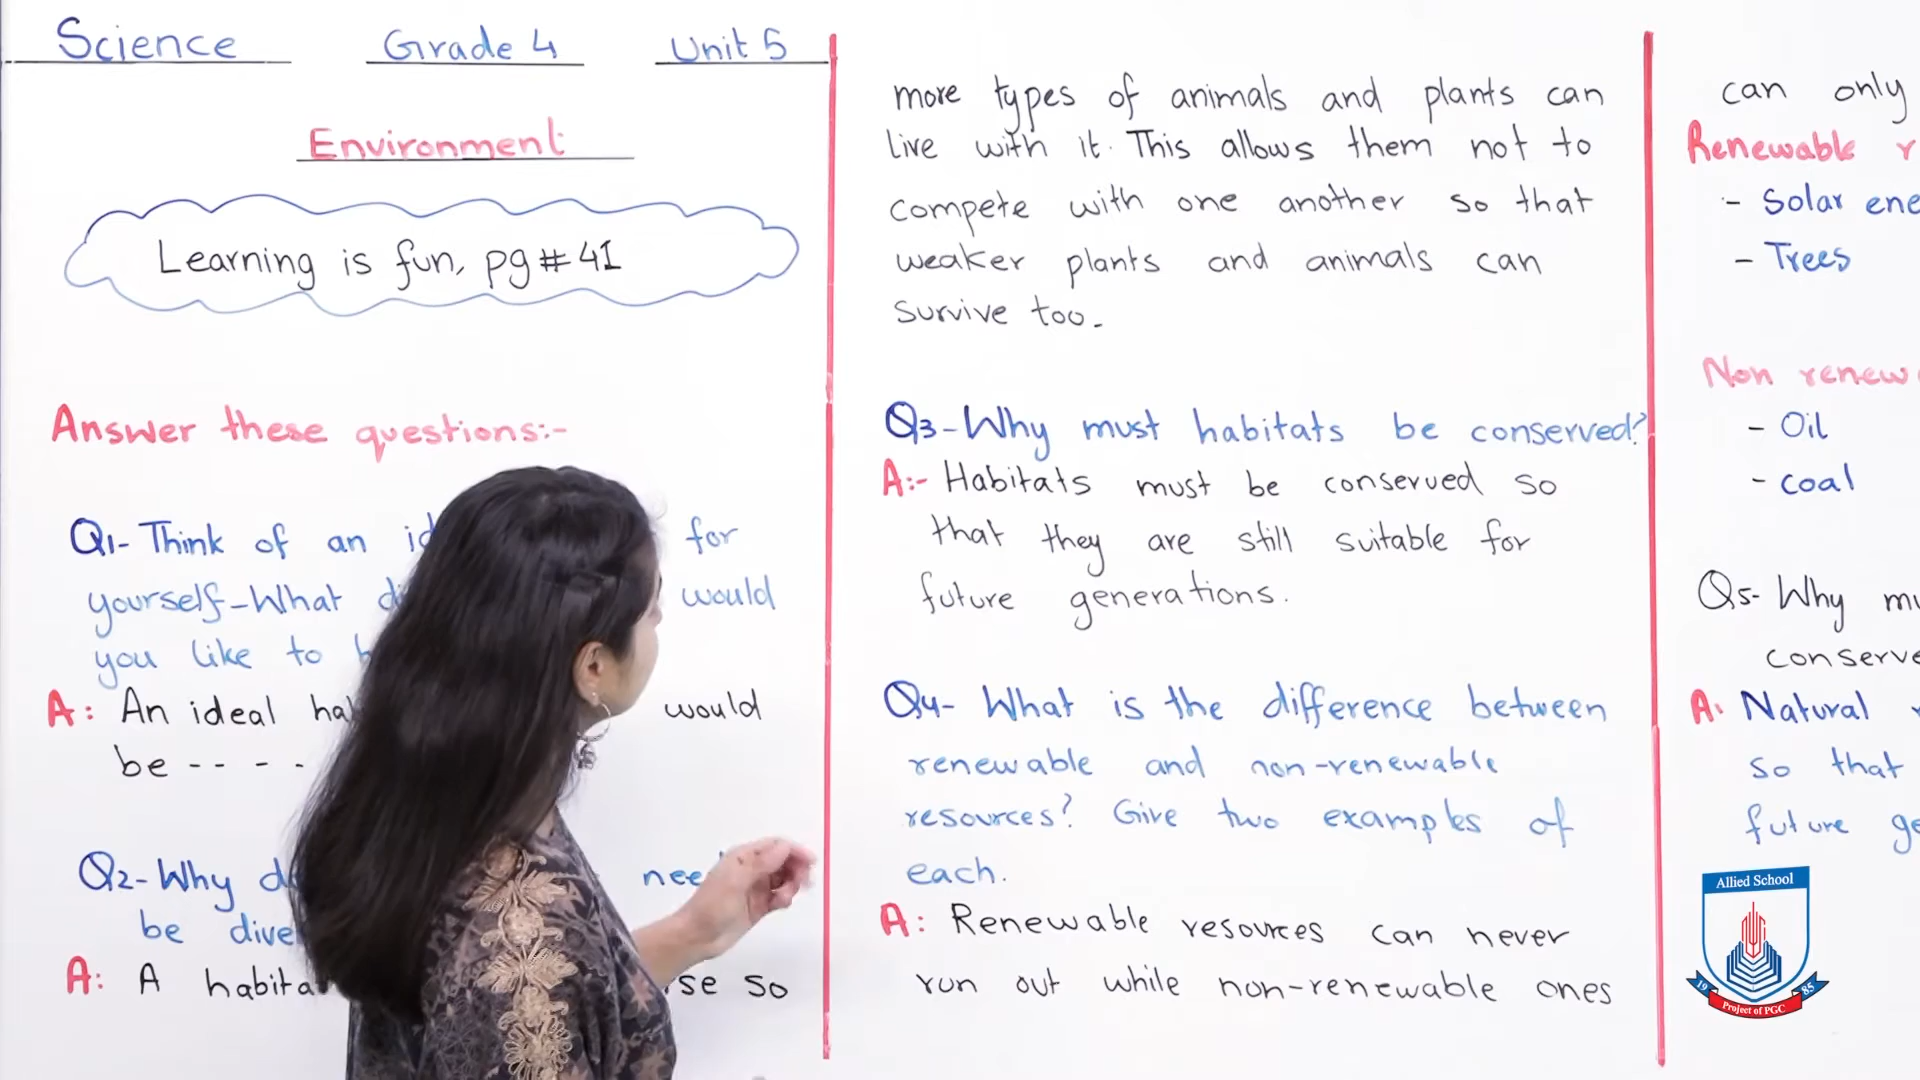 Science Grade 4 Unit 5
Environment
Learning is fun, pg#41
Answer these questions:-
Q1- Think of an for
yourself-What would
you like to
A: An ideal would
be - - - -
Q2- Why
be
A: A so
more types of animals and plants can
live with it. This allows them not to
compete with one another so that
weaker plants and animals can
survive too.
Q3-Why must habitats be conserved?
A:- Habitats must be conserved so
that they are still suitable for
future generations.
Q4- What is the difference between
renewable and non-renewable
resources? Give two examples of
each.
A: Renewable resources can never
run out while non-renewable ones
can only
Renewable
- Solar
- Trees
Non
- Oil
- coal
Q5- Why
A. Natural
so that
future
Allied School
19 85
Project of PGC